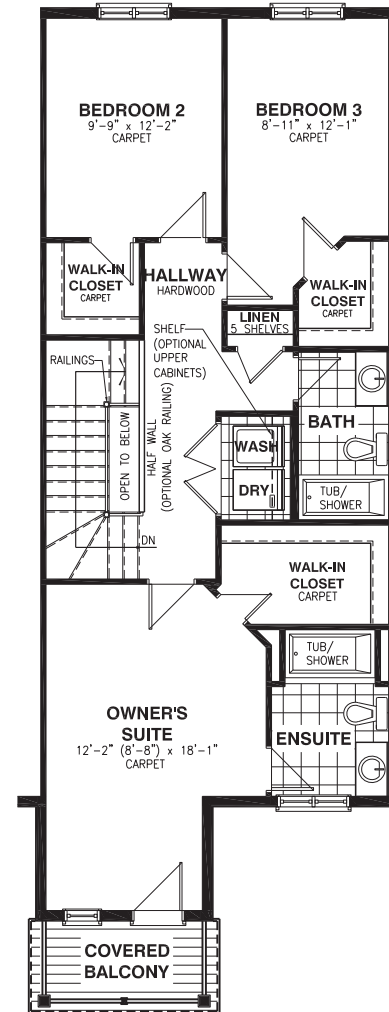 BEDROOM 2
9'-9" x 12'-2"
CARPET
BEDROOM 3
8'-11" x 12'-1"
CARPET
WALK-IN
CLOSET
CARPET
HALLWAY
HARDWOOD
WALK-IN
CLOSET
CARPET
LINEN
5 SHELVES
SHELF
(OPTIONAL
UPPER
CABINETS)
RAILINGS
OPEN TO BELOW
HALF WALL
(OPTIONAL OAK RAILING)
WASH
DRY
BATH
TUB/
SHOWER
DN
WALK-IN
CLOSET
CARPET
TUB/
SHOWER
OWNER'S
SUITE
12'-2" (8'-8") x 18'-1"
CARPET
ENSUITE
COVERED
BALCONY